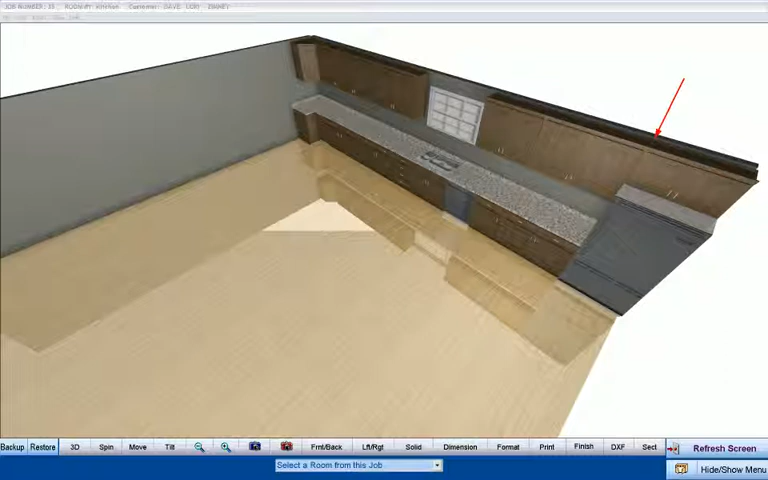 Backup Restore 3D Spin Move Tilt Frnt/Back Lft/Rgt Solid Dimension Format Print Finish DXF Sect Refresh Screen
Select a Room from this Job Hide/Show Menu